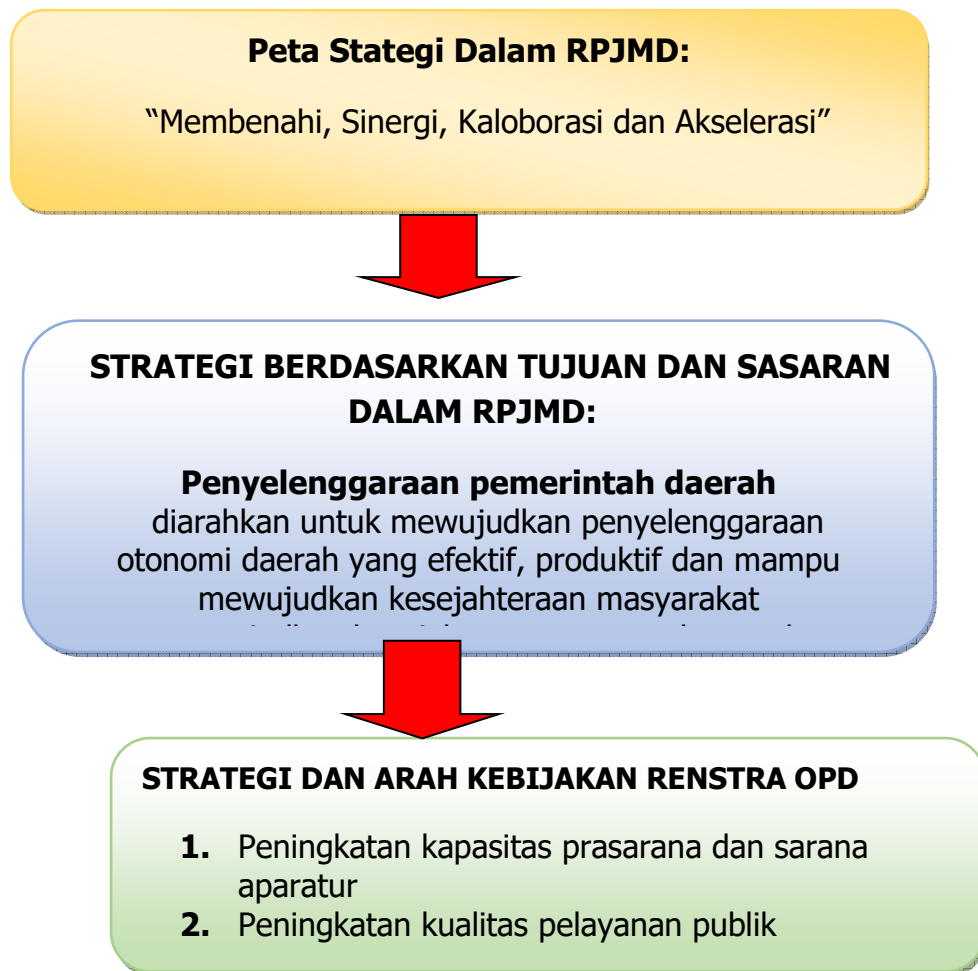 Peta Stategi Dalam RPJMD:
“Membenahi, Sinergi, Kaloborasi dan Akselerasi”
STRATEGI BERDASARKAN TUJUAN DAN SASARAN
DALAM RPJMD:
Penyelenggaraan pemerintah daerah
diarahkan untuk mewujudkan penyelenggaraan
otonomi daerah yang efektif, produktif dan mampu
mewujudkan kesejahteraan masyarakat
STRATEGI DAN ARAH KEBIJAKAN RENSTRA OPD
1. Peningkatan kapasitas prasarana dan sarana
aparatur
2. Peningkatan kualitas pelayanan publik